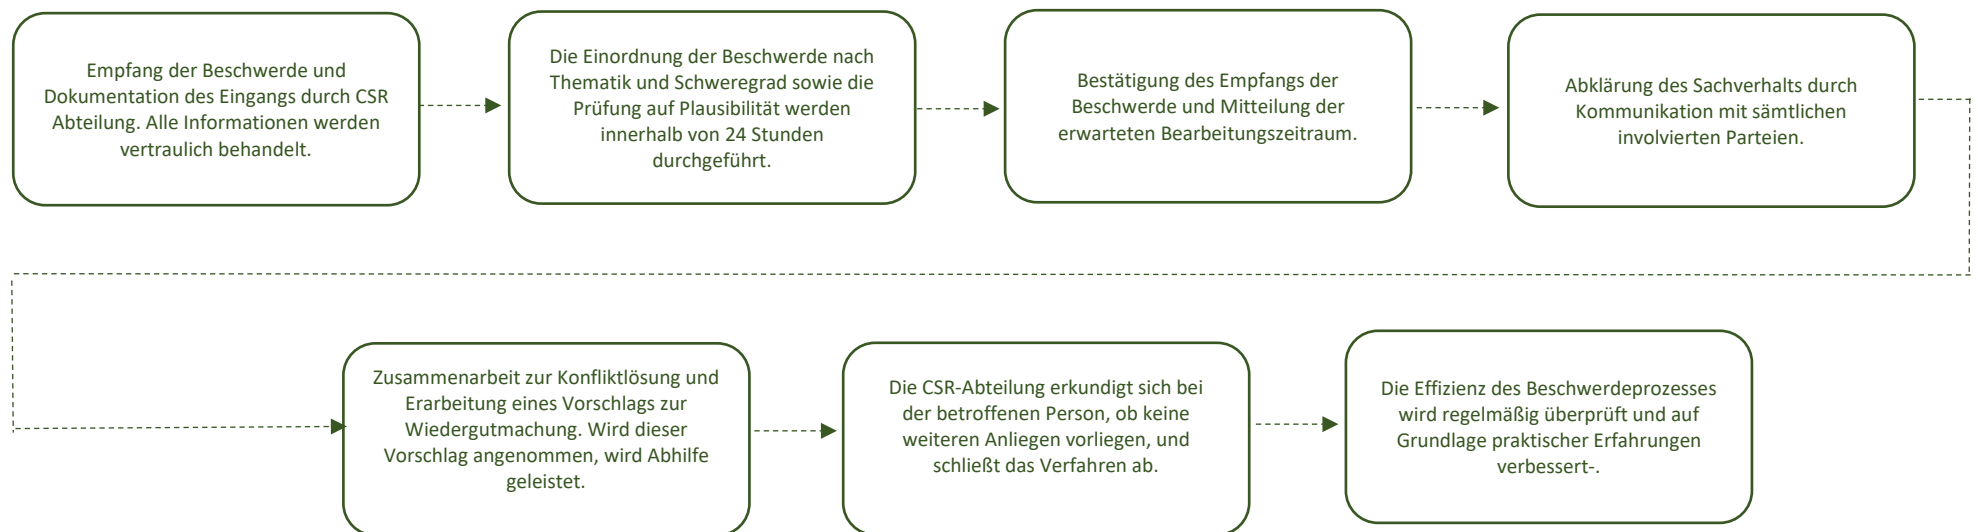 Empfang der Beschwerde und
Dokumentation des Eingangs durch CSR
Abteilung. Alle Informationen werden
vertraulich behandelt.
Die Einordnung der Beschwerde nach
Thematik und Schweregrad sowie die
Prüfung auf Plausibilität werden
innerhalb von 24 Stunden
durchgeführt.
Bestätigung des Empfangs der
Beschwerde und Mitteilung der
erwarteten Bearbeitungszeitraum.
Abklärung des Sachverhalts durch
Kommunikation mit sämtlichen
involvierten Parteien.
Zusammenarbeit zur Konfliktlösung und
Erarbeitung eines Vorschlags zur
Wiedergutmachung. Wird dieser
Vorschlag angenommen, wird Abhilfe
geleistet.
Die CSR-Abteilung erkundigt sich bei
der betroffenen Person, ob keine
weiteren Anliegen vorliegen, und
schließt das Verfahren ab.
Die Effizienz des Beschwerdeprozesses
wird regelmäßig überprüft und auf
Grundlage praktischer Erfahrungen
verbessert-.